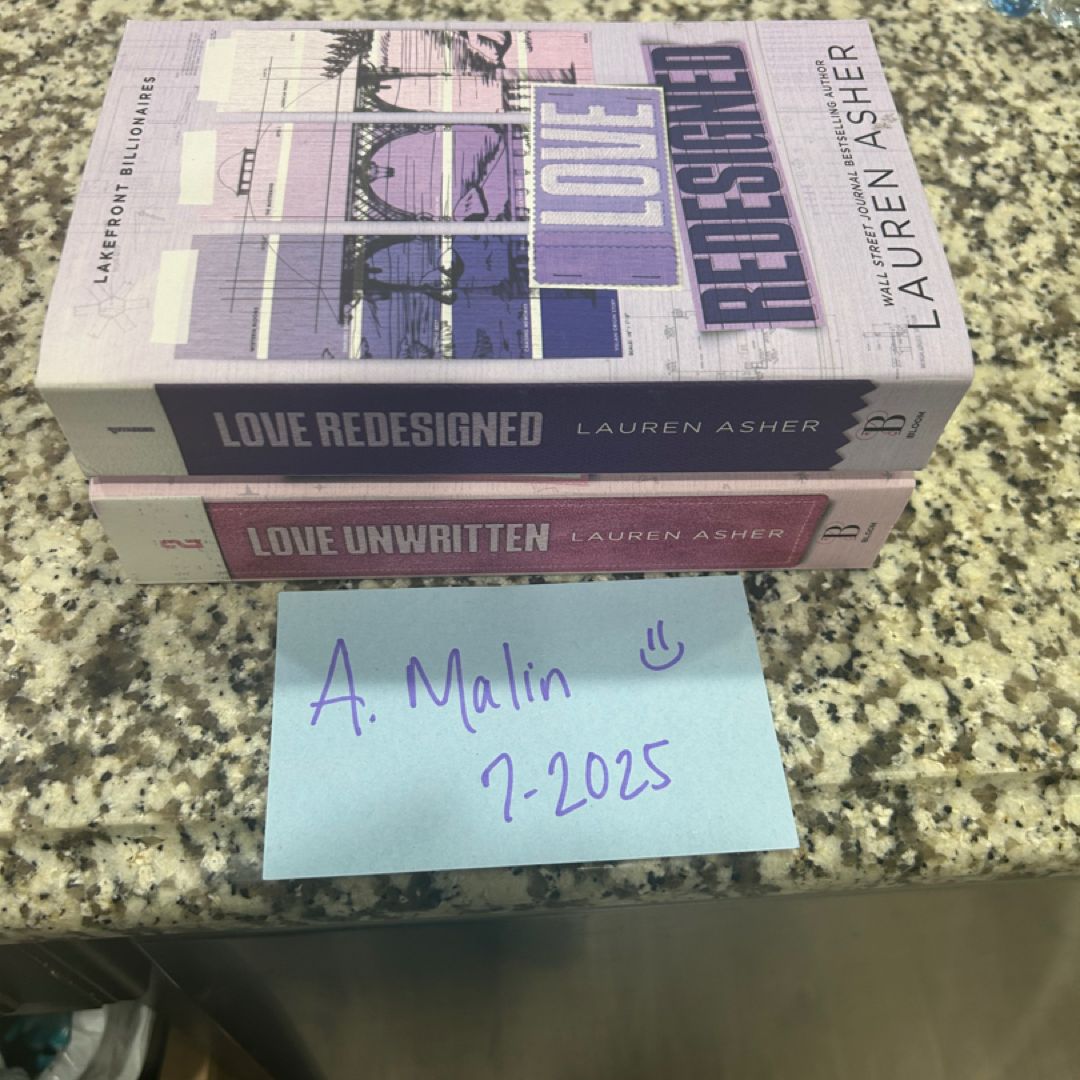 LAKEFRONT BILLIONAIRES
LOVE
REDESIGNED
WALL STREET JOURNAL BESTSELLING AUTHOR
LAUREN ASHER
1 LOVE REDESIGNED LAUREN ASHER B BLOOM
2 LOVE UNWRITTEN LAUREN ASHER B BLOOM
A. Malin
7-2025